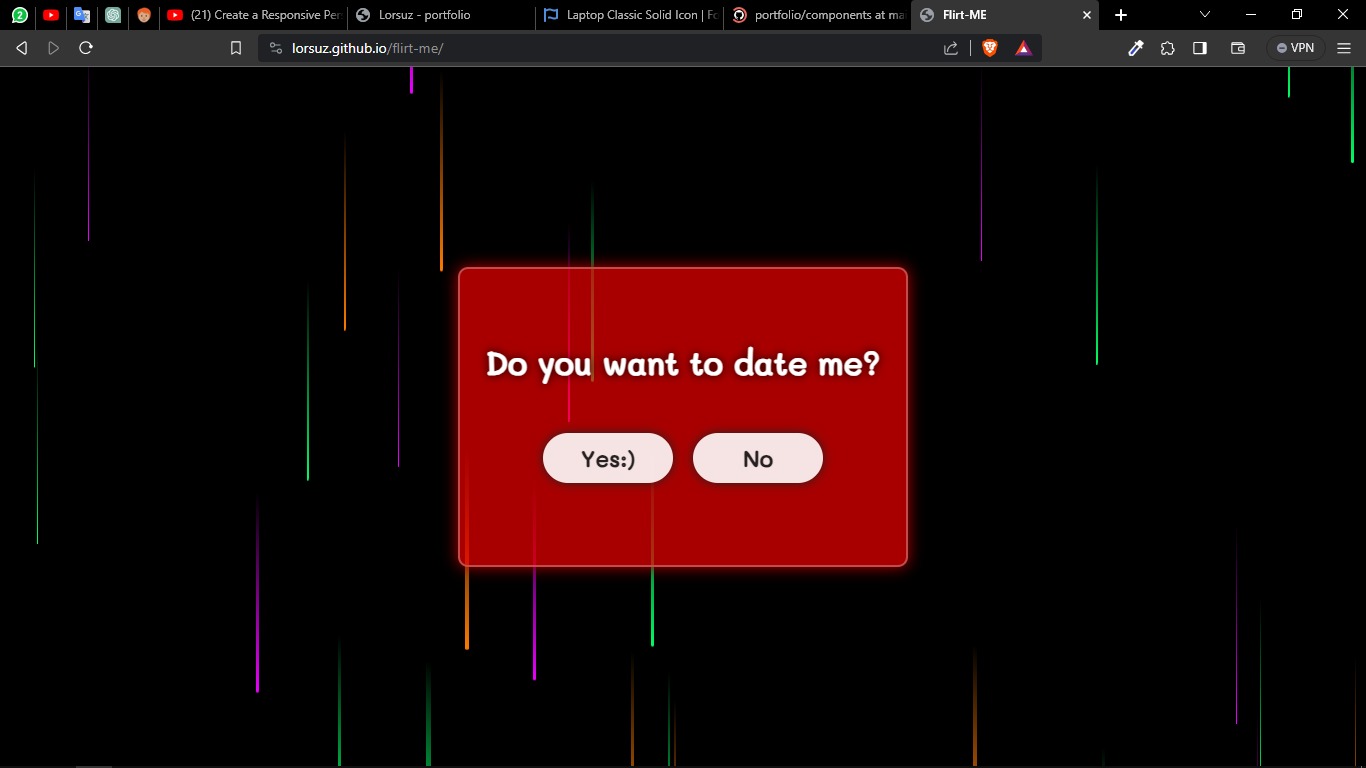 2
(21) Create a Responsive Per
Lorsuz - portfolio
Laptop Classic Solid Icon | Fo
portfolio/components at ma
Flirt-ME
lorsuz.github.io/flirt-me/
VPN
Do you want to date me?
Yes:)
No